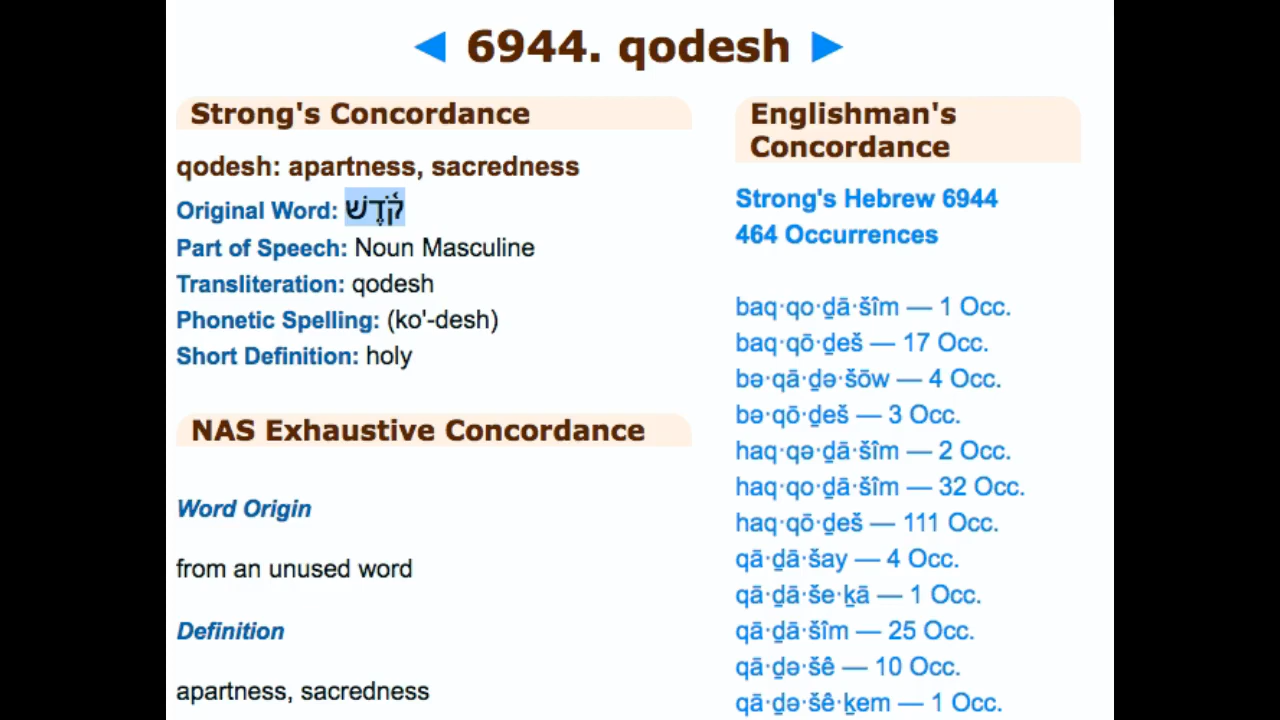 ◀ 6944. qodesh ▶
Strong's Concordance
qodesh: apartness, sacredness
Original Word: קֹ֫דֶשׁ
Part of Speech: Noun Masculine
Transliteration: qodesh
Phonetic Spelling: (ko'-desh)
Short Definition: holy
NAS Exhaustive Concordance
Word Origin
from an unused word
Definition
apartness, sacredness
Englishman's
Concordance
Strong's Hebrew 6944
464 Occurrences
baq·qo·ḏā·šîm — 1 Occ.
baq·qō·ḏeš — 17 Occ.
bə·qā·ḏə·šōw — 4 Occ.
bə·qō·ḏeš — 3 Occ.
haq·qə·ḏā·šîm — 2 Occ.
haq·qo·ḏā·šîm — 32 Occ.
haq·qō·ḏeš — 111 Occ.
qā·ḏā·šay — 4 Occ.
qā·ḏā·še·ḵā — 1 Occ.
qā·ḏā·šîm — 25 Occ.
qā·ḏə·šê — 10 Occ.
qā·ḏə·šê·ḵem — 1 Occ.